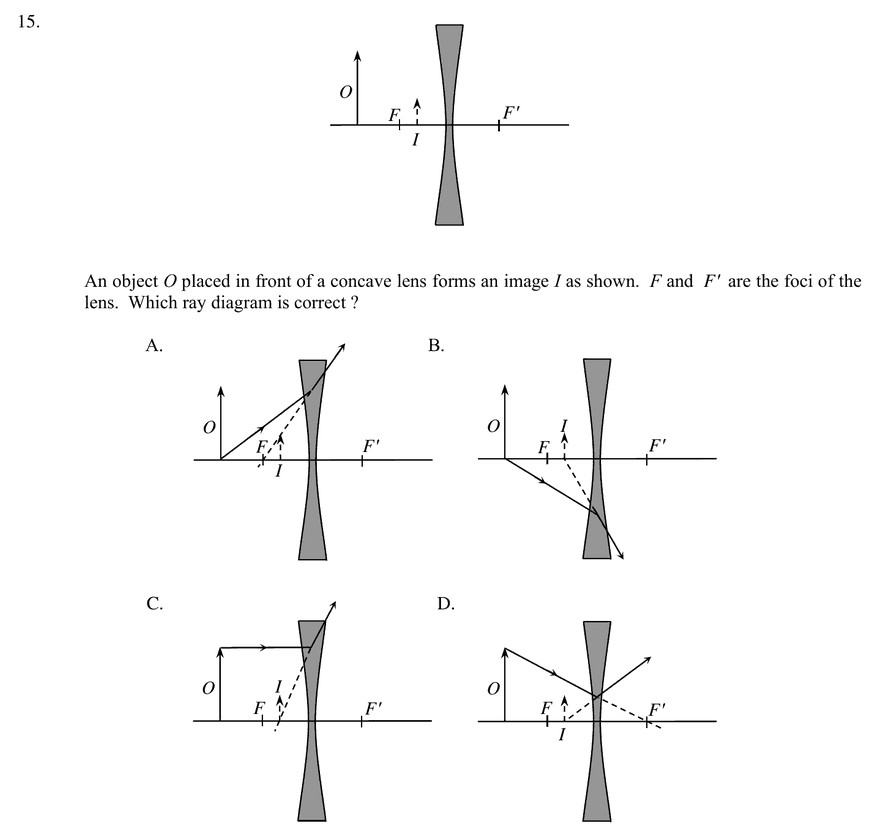 15.
O
F
F'
I
An object O placed in front of a concave lens forms an image I as shown. F and F' are the foci of the
lens. Which ray diagram is correct ?
A.
B.
O
F
I
F'
O
F
I
F'
C.
D.
O
F
I
F'
O
F
I
F'